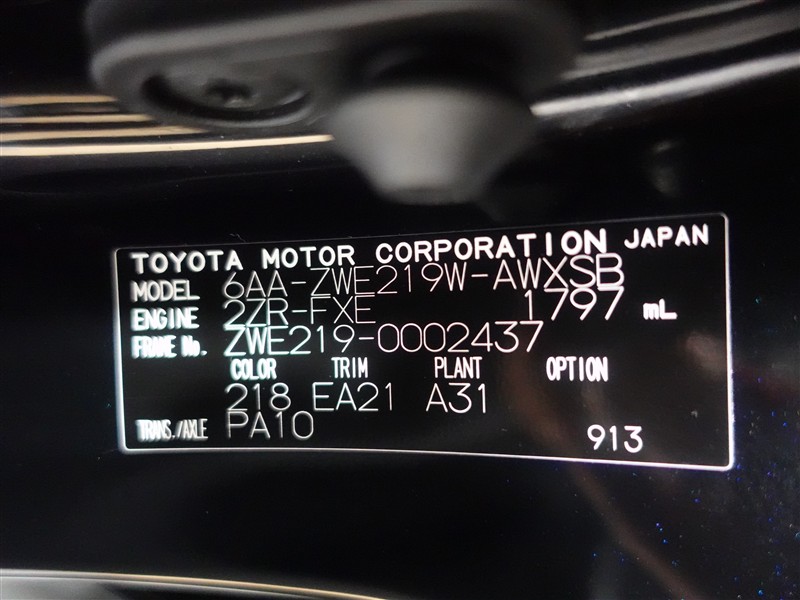 TOYOTA MOTOR CORPORATION JAPAN
MODEL 6AA-ZWE219W-AWXSB
ENGINE 2ZR-FXE 1797 mL
FRAME No. ZWE219-0002437
COLOR TRIM PLANT OPTION
218 EA21 A31
TRANS./AXLE PA10 913